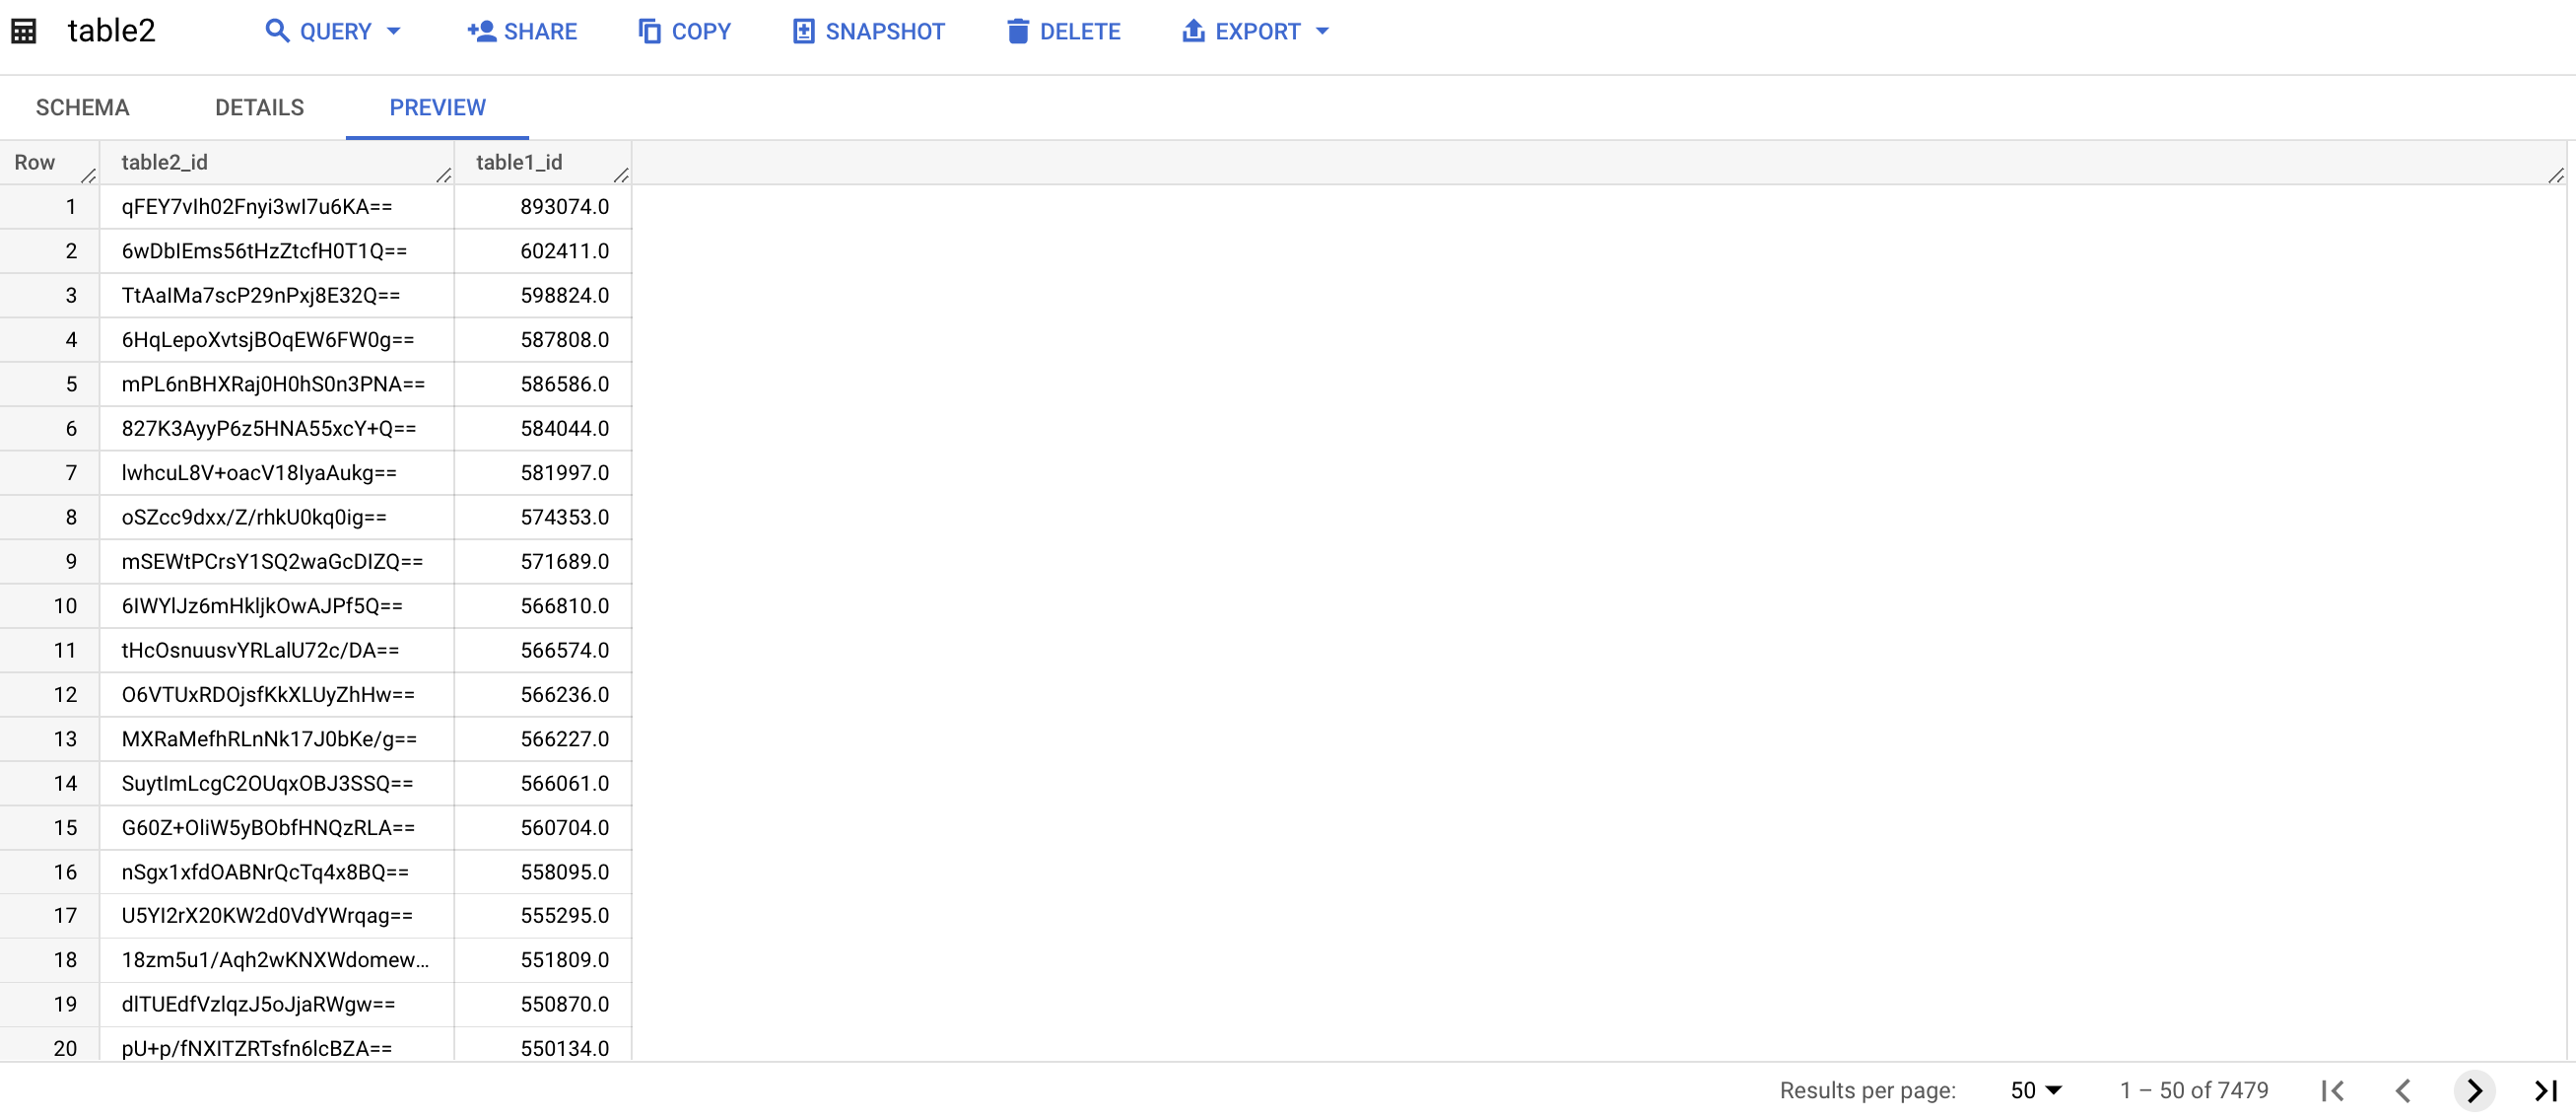 table2 QUERY SHARE COPY SNAPSHOT DELETE EXPORT
SCHEMA DETAILS PREVIEW
Row table2_id table1_id
1 qFEY7vIh02Fnyi3wI7u6KA== 893074.0
2 6wDbIEms56tHzZtcfH0T1Q== 602411.0
3 TtAaIMa7scP29nPxj8E32Q== 598824.0
4 6HqLepoXvtsjBOqEW6FW0g== 587808.0
5 mPL6nBHXRaj0H0hS0n3PNA== 586586.0
6 827K3AyyP6z5HNA55xcY+Q== 584044.0
7 lwhcuL8V+oacV18IyaAukg== 581997.0
8 oSZcc9dxx/Z/rhkU0kq0ig== 574353.0
9 mSEWtPCrsY1SQ2waGcDIZQ== 571689.0
10 6IWYlJz6mHkljkOwAJPf5Q== 566810.0
11 tHcOsnuusvYRLalU72c/DA== 566574.0
12 O6VTUxRDOjsfKkXLUyZhHw== 566236.0
13 MXRaMefhRLnNk17J0bKe/g== 566227.0
14 SuytImLcgC2OUqxOBJ3SSQ== 566061.0
15 G60Z+OliW5yBObfHNQzRLA== 560704.0
16 nSgx1xfdOABNrQcTq4x8BQ== 558095.0
17 U5YI2rX20KW2d0VdYWrqag== 555295.0
18 18zm5u1/Aqh2wKNXWdomew... 551809.0
19 dlTUEdfVzlqzJ5oJjaRWgw== 550870.0
20 pU+p/fNXITZRTsfn6lcBZA== 550134.0
Results per page: 50 1 – 50 of 7479